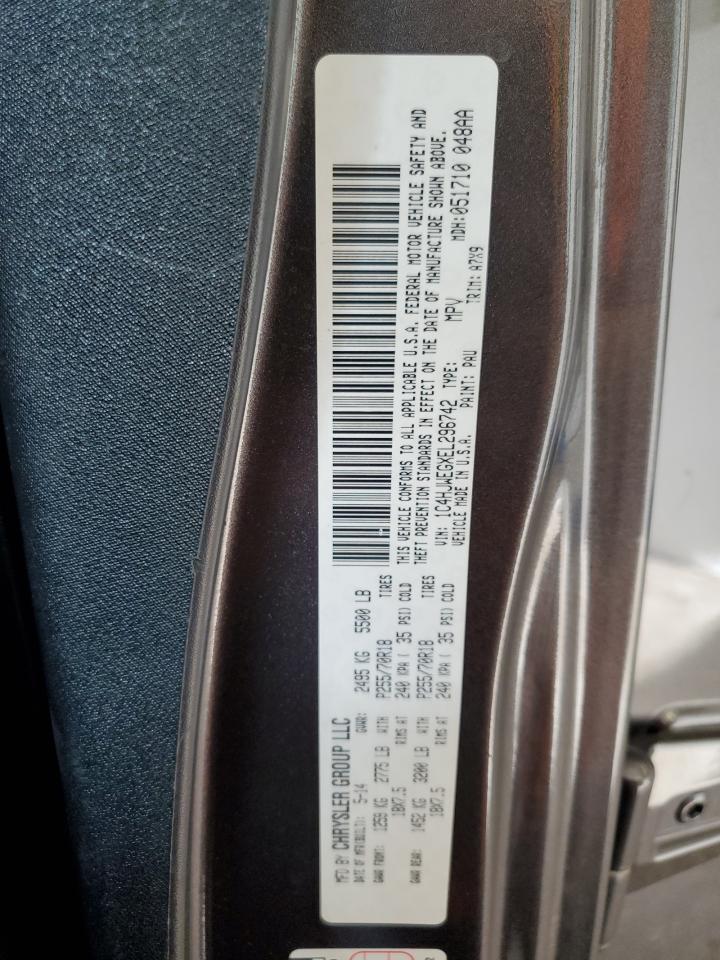 MFD BY CHRYSLER GROUP LLC
DATE OF MFR(BUILT): 5-14 GVWR: 2495 KG 5500 LB
GAWR FRONT: 1259 KG 2775 LB WITH P255/70R18 TIRES
18X7.5 RIMS AT 240 KPA ( 35 PSI) COLD
GAWR REAR: 1452 KG 3200 LB WITH P255/70R18 TIRES
18X7.5 RIMS AT 240 KPA ( 35 PSI) COLD
THIS VEHICLE CONFORMS TO ALL APPLICABLE U.S.A. FEDERAL MOTOR VEHICLE SAFETY AND
THEFT PREVENTION STANDARDS IN EFFECT ON THE DATE OF MANUFACTURE SHOWN ABOVE.
VIN: 1C4HJWEGXEL296742 TYPE: MPV MDH:051710 048AA
VEHICLE MADE IN U.S.A. PAINT: PAU TRIM: A7X9